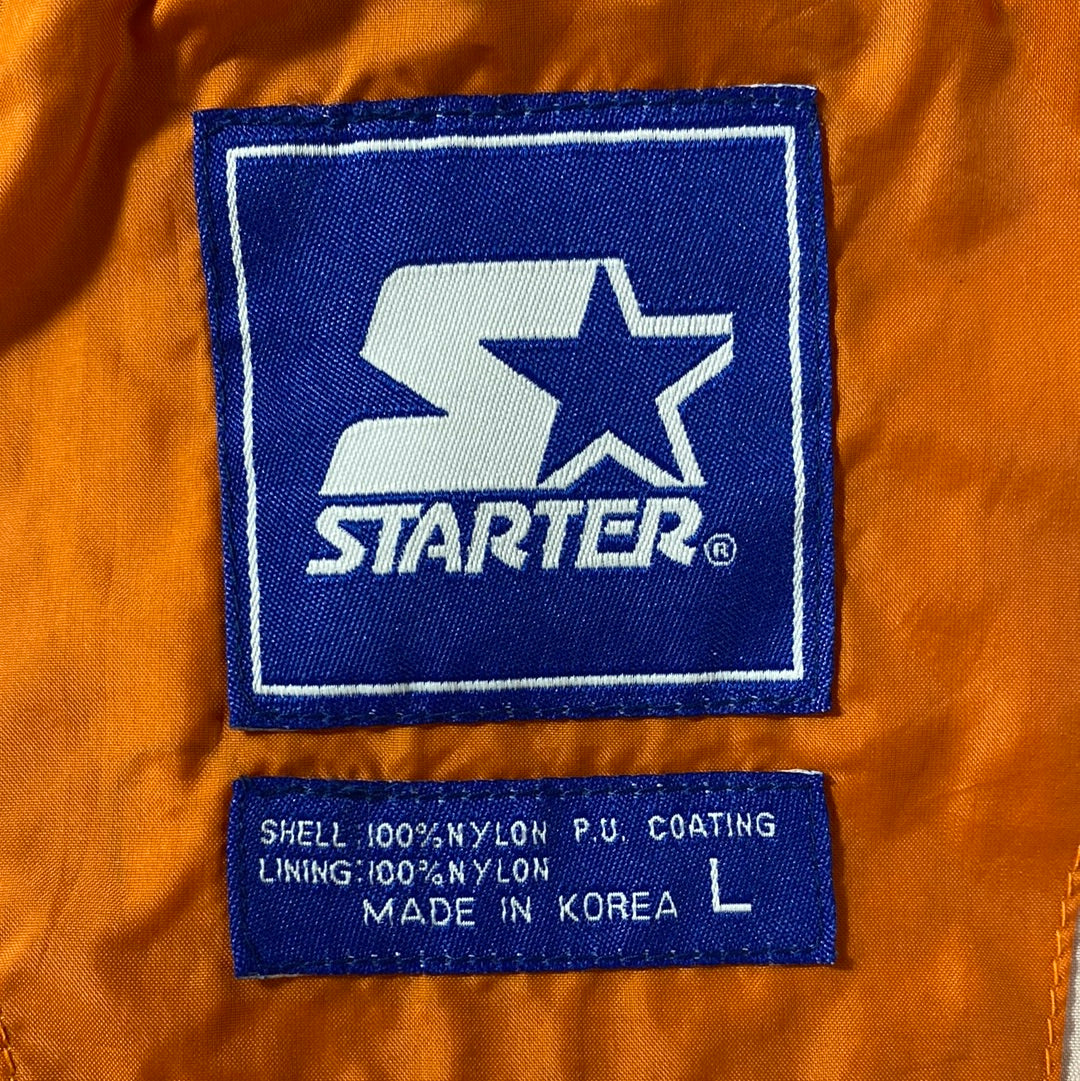 STARTER®
SHELL:100%NYLON P.U. COATING
LINING:100%NYLON
MADE IN KOREA L